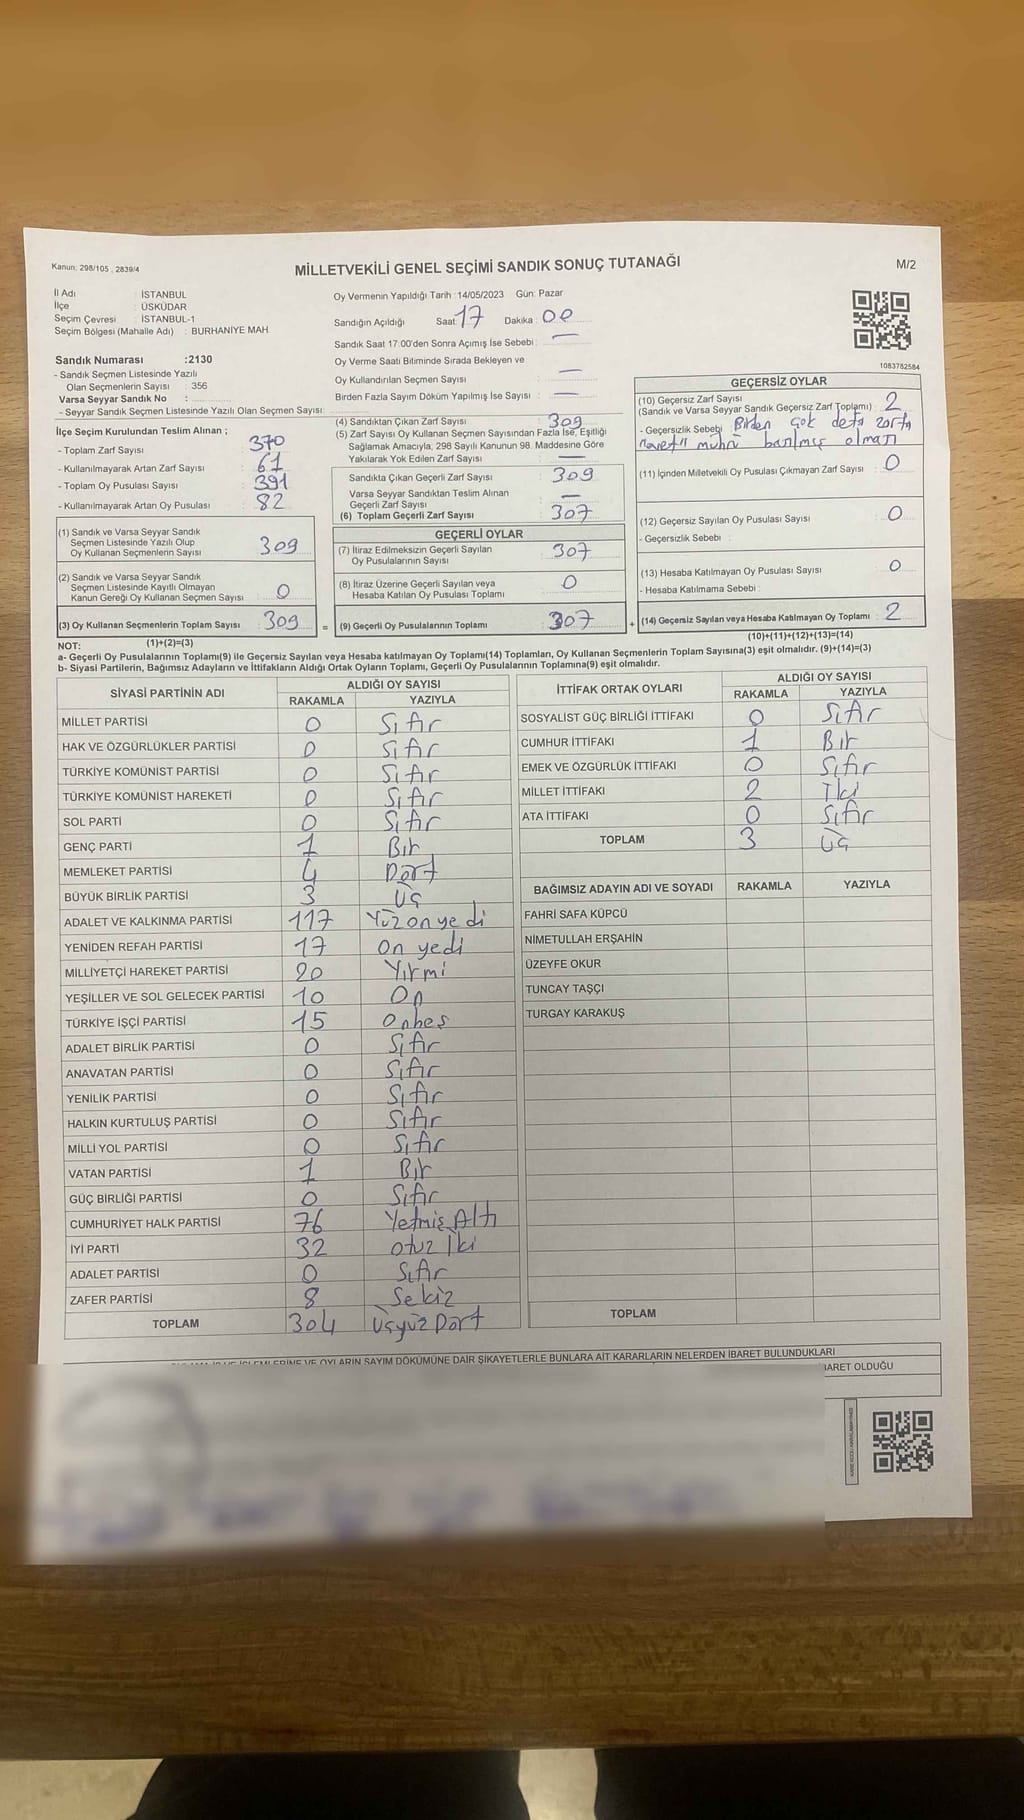 Kanun: 298/105 , 2839/4
MİLLETVEKİLİ GENEL SEÇİMİ SANDIK SONUÇ TUTANAĞI
M/2
İl Adı : İSTANBUL
İlçe : ÜSKÜDAR
Seçim Çevresi : İSTANBUL-1
Seçim Bölgesi (Mahalle Adı) : BURHANİYE MAH
Sandık Numarası :2130
- Sandık Seçmen Listesinde Yazılı
Olan Seçmenlerin Sayısı : 356
Varsa Seyyar Sandık No :
- Seyyar Sandık Seçmen Listesinde Yazılı Olan Seçmen Sayısı:
İlçe Seçim Kurulundan Teslim Alınan ;
- Toplam Zarf Sayısı : 370
- Kullanılmayarak Artan Zarf Sayısı : 61
- Toplam Oy Pusulası Sayısı : 391
- Kullanılmayarak Artan Oy Pusulası : 82
(1) Sandık ve Varsa Seyyar Sandık
Seçmen Listesinde Yazılı Olup
Oy Kullanan Seçmenlerin Sayısı : 309
(2) Sandık ve Varsa Seyyar Sandık
Seçmen Listesinde Kayıtlı Olmayan
Kanun Gereği Oy Kullanan Seçmen Sayısı : 0
(3) Oy Kullanan Seçmenlerin Toplam Sayısı : 309
Oy Vermenin Yapıldığı Tarih :14/05/2023 Gün: Pazar
Sandığın Açıldığı Saat: 17 Dakika : 00
Sandık Saat 17:00'den Sonra Açımış İse Sebebi : —
Oy Verme Saati Bitiminde Sırada Bekleyen ve
Oy Kullandırılan Seçmen Sayısı : —
Birden Fazla Sayım Döküm Yapılmış İse Sayısı : —
(4) Sandıktan Çıkan Zarf Sayısı : 309
(5) Zarf Sayısı Oy Kullanan Seçmen Sayısından Fazla İse, Eşitliği
Sağlamak Amacıyla, 298 Sayılı Kanunun 98. Maddesine Göre
Yakılarak Yok Edilen Zarf Sayısı : —
Sandıkta Çıkan Geçerli Zarf Sayısı : 309
Varsa Seyyar Sandıktan Teslim Alınan
Geçerli Zarf Sayısı : —
(6) Toplam Geçerli Zarf Sayısı : 307
GEÇERLİ OYLAR
(7) İtiraz Edilmeksizin Geçerli Sayılan
Oy Pusulalarının Sayısı : 307
(8) İtiraz Üzerine Geçerli Sayılan veya
Hesaba Katılan Oy Pusulası Toplamı : 0
= (9) Geçerli Oy Pusulalarının Toplamı : 307
1083782584
GEÇERSİZ OYLAR
(10) Geçersiz Zarf Sayısı
(Sandık ve Varsa Seyyar Sandık Geçersiz Zarf Toplamı) : 2
- Geçersizlik Sebebi : Birden çok defa zarfa
mühür basılmış olması
(11) İçinden Milletvekili Oy Pusulası Çıkmayan Zarf Sayısı : 0
(12) Geçersiz Sayılan Oy Pusulası Sayısı : 0
- Geçersizlik Sebebi :
(13) Hesaba Katılmayan Oy Pusulası Sayısı : 0
- Hesaba Katılmama Sebebi :
+ (14) Geçersiz Sayılan veya Hesaba Katılmayan Oy Toplamı : 2
NOT: (1)+(2)=(3)
(10)+(11)+(12)+(13)=(14)
a- Geçerli Oy Pusulalarının Toplamı(9) ile Geçersiz Sayılan veya Hesaba katılmayan Oy Toplamı(14) Toplamları, Oy Kullanan Seçmenlerin Toplam Sayısına(3) eşit olmalıdır. (9)+(14)=(3)
b- Siyasi Partilerin, Bağımsız Adayların ve İttifakların Aldığı Ortak Oyların Toplamı, Geçerli Oy Pusulalarının Toplamına(9) eşit olmalıdır.
SİYASİ PARTİNİN ADI ALDIĞI OY SAYISI
RAKAMLA YAZIYLA
MİLLET PARTİSİ 0 Sıfır
HAK VE ÖZGÜRLÜKLER PARTİSİ 0 Sıfır
TÜRKİYE KOMÜNİST PARTİSİ 0 Sıfır
TÜRKİYE KOMÜNİST HAREKETİ 0 Sıfır
SOL PARTİ 0 Sıfır
GENÇ PARTİ 1 Bir
MEMLEKET PARTİSİ 4 Dört
BÜYÜK BİRLİK PARTİSİ 3 Üç
ADALET VE KALKINMA PARTİSİ 117 Yüz on yedi
YENİDEN REFAH PARTİSİ 17 on yedi
MİLLİYETÇİ HAREKET PARTİSİ 20 Yirmi
YEŞİLLER VE SOL GELECEK PARTİSİ 10 On
TÜRKİYE İŞÇİ PARTİSİ 15 Onbeş
ADALET BİRLİK PARTİSİ 0 Sıfır
ANAVATAN PARTİSİ 0 Sıfır
YENİLİK PARTİSİ 0 Sıfır
HALKIN KURTULUŞ PARTİSİ 0 Sıfır
MİLLİ YOL PARTİSİ 0 Sıfır
VATAN PARTİSİ 1 Bir
GÜÇ BİRLİĞİ PARTİSİ 0 Sıfır
CUMHURİYET HALK PARTİSİ 76 Yetmiş Altı
İYİ PARTİ 32 otuz İki
ADALET PARTİSİ 0 Sıfır
ZAFER PARTİSİ 8 Sekiz
TOPLAM 304 Üçyüz Dört
İTTİFAK ORTAK OYLARI ALDIĞI OY SAYISI
RAKAMLA YAZIYLA
SOSYALİST GÜÇ BİRLİĞİ İTTİFAKI 0 Sıfır
CUMHUR İTTİFAKI 1 Bir
EMEK VE ÖZGÜRLÜK İTTİFAKI 0 Sıfır
MİLLET İTTİFAKI 2 İki
ATA İTTİFAKI 0 Sıfır
TOPLAM 3 Üç
BAĞIMSIZ ADAYIN ADI VE SOYADI RAKAMLA YAZIYLA
FAHRİ SAFA KÜPCÜ
NİMETULLAH ERŞAHİN
ÜZEYFE OKUR
TUNCAY TAŞÇI
TURGAY KARAKUŞ
TOPLAM
VE OYLARIN SAYIM DÖKÜMÜNE DAİR ŞİKAYETLERLE BUNLARA AİT KARARLARIN NELERDEN İBARET BULUNDUKLARI
İBARET OLDUĞU